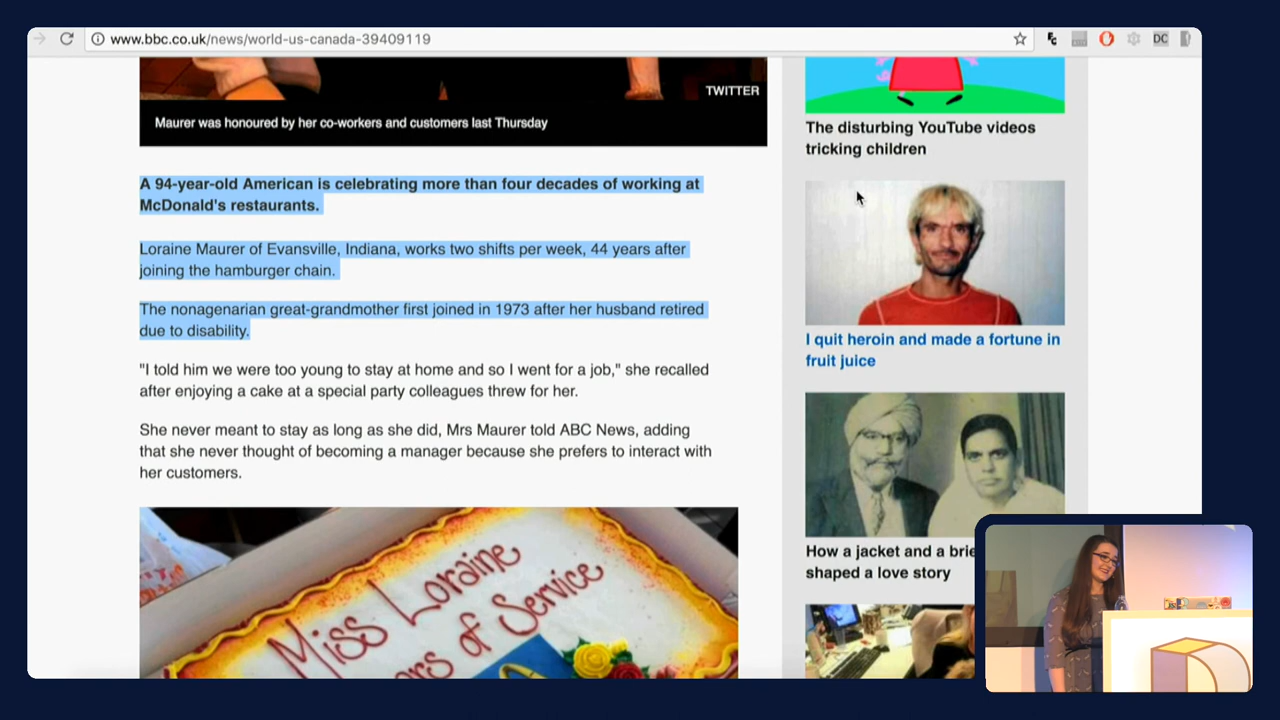 www.bbc.co.uk/news/world-us-canada-39409119
DC
TWITTER
Maurer was honoured by her co-workers and customers last Thursday
A 94-year-old American is celebrating more than four decades of working at
McDonald's restaurants.
Loraine Maurer of Evansville, Indiana, works two shifts per week, 44 years after
joining the hamburger chain.
The nonagenarian great-grandmother first joined in 1973 after her husband retired
due to disability.
"I told him we were too young to stay at home and so I went for a job," she recalled
after enjoying a cake at a special party colleagues threw for her.
She never meant to stay as long as she did, Mrs Maurer told ABC News, adding
that she never thought of becoming a manager because she prefers to interact with
her customers.
Miss Loraine
of Service
The disturbing YouTube videos
tricking children
I quit heroin and made a fortune in
fruit juice
How a jacket and a
shaped a love story